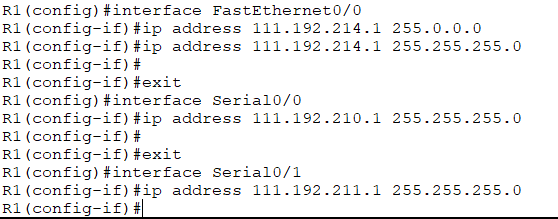 R1(config)#interface FastEthernet0/0
R1(config-if)#ip address 111.192.214.1 255.0.0.0
R1(config-if)#ip address 111.192.214.1 255.255.255.0
R1(config-if)#
R1(config-if)#exit
R1(config)#interface Serial0/0
R1(config-if)#ip address 111.192.210.1 255.255.255.0
R1(config-if)#
R1(config-if)#exit
R1(config)#interface Serial0/1
R1(config-if)#ip address 111.192.211.1 255.255.255.0
R1(config-if)#